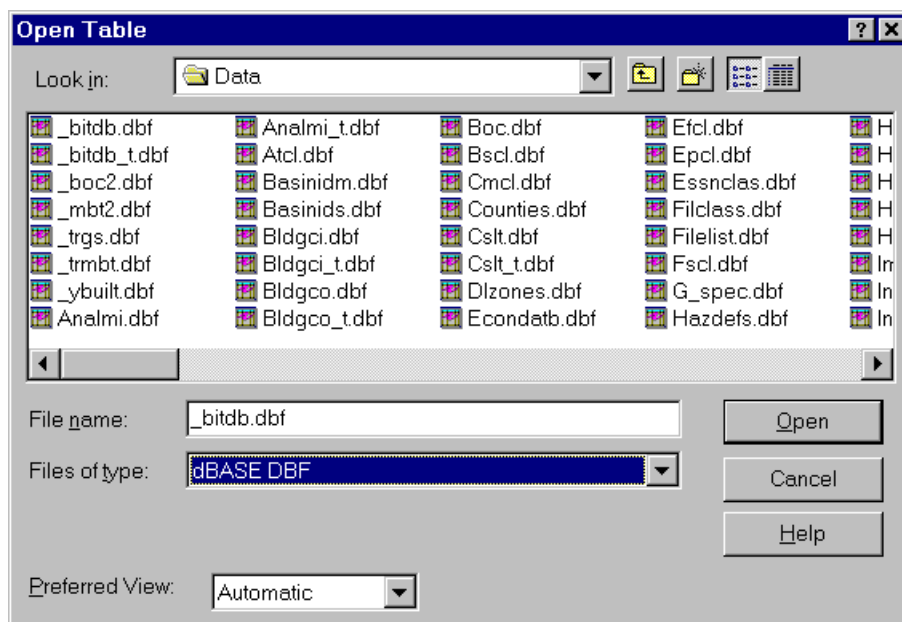 Open Table
Look in: Data
_bitdb.dbf Analmi_t.dbf Boc.dbf Efcl.dbf H
_bitdb_t.dbf Atcl.dbf Bscl.dbf Epcl.dbf H
_boc2.dbf Basinidm.dbf Cmcl.dbf Essnclas.dbf H
_mbt2.dbf Basinids.dbf Counties.dbf Filclass.dbf H
_trgs.dbf Bldgci.dbf Cslt.dbf Filelist.dbf H
_trmbt.dbf Bldgci_t.dbf Cslt_t.dbf Fscl.dbf Im
_ybuilt.dbf Bldgco.dbf Dlzones.dbf G_spec.dbf In
Analmi.dbf Bldgco_t.dbf Econdatb.dbf Hazdefs.dbf In
File name: _bitdb.dbf Open
Files of type: dBASE DBF Cancel
Help
Preferred View: Automatic